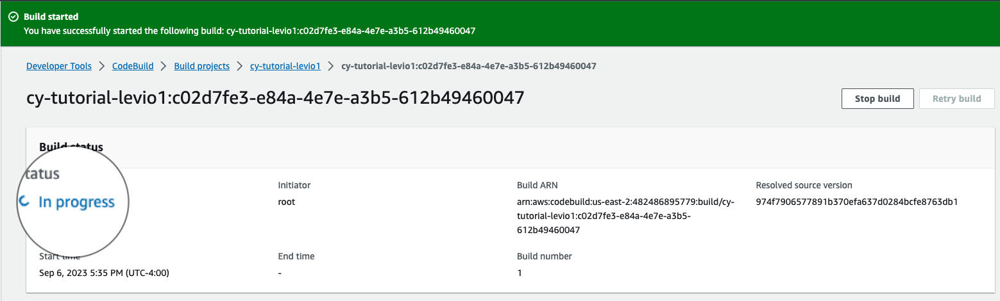 Build started
You have successfully started the following build: cy-tutorial-levio1:c02d7fe3-e84a-4e7e-a3b5-612b49460047
Developer Tools > CodeBuild > Build projects > cy-tutorial-levio1 > cy-tutorial-levio1:c02d7fe3-e84a-4e7e-a3b5-612b49460047
cy-tutorial-levio1:c02d7fe3-e84a-4e7e-a3b5-612b49460047
Stop build
Retry build
Build status
tatus
In progress
Initiator
root
Build ARN
arn:aws:codebuild:us-east-2:482486895779:build/cy-
tutorial-levio1:c02d7fe3-e84a-4e7e-a3b5-
612b49460047
Resolved source version
974f7906577891b370efa637d0284bcfe8763db1
Start time
Sep 6, 2023 5:35 PM (UTC-4:00)
End time
-
Build number
1